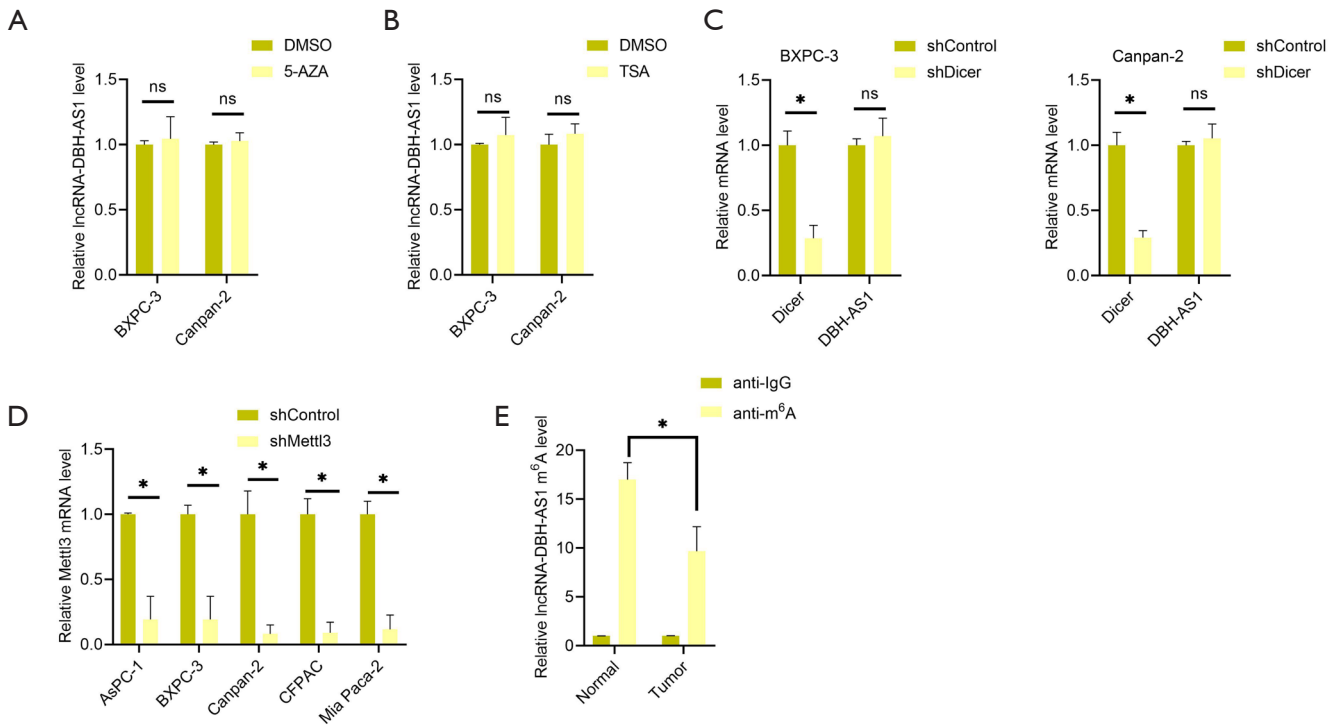 A
DMSO
5-AZA
Relative lncRNA-DBH-AS1 level
1.5
1.0
0.5
0.0
ns
ns
BXPC-3
Canpan-2
B
DMSO
TSA
Relative lncRNA-DBH-AS1 level
1.5
1.0
0.5
0.0
ns
ns
BXPC-3
Canpan-2
C
BXPC-3
shControl
shDicer
Relative mRNA level
1.5
1.0
0.5
0.0
*
ns
Dicer
DBH-AS1
Canpan-2
shControl
shDicer
Relative mRNA level
1.5
1.0
0.5
0.0
*
ns
Dicer
DBH-AS1
D
shControl
shMettl3
Relative Mettl3 mRNA level
1.5
1.0
0.5
0.0
*
*
*
*
*
AsPC-1
BXPC-3
Canpan-2
CFPAC
Mia Paca-2
E
anti-IgG
anti-m⁶A
Relative lncRNA-DBH-AS1 m⁶A level
20
15
10
5
0
*
Normal
Tumor